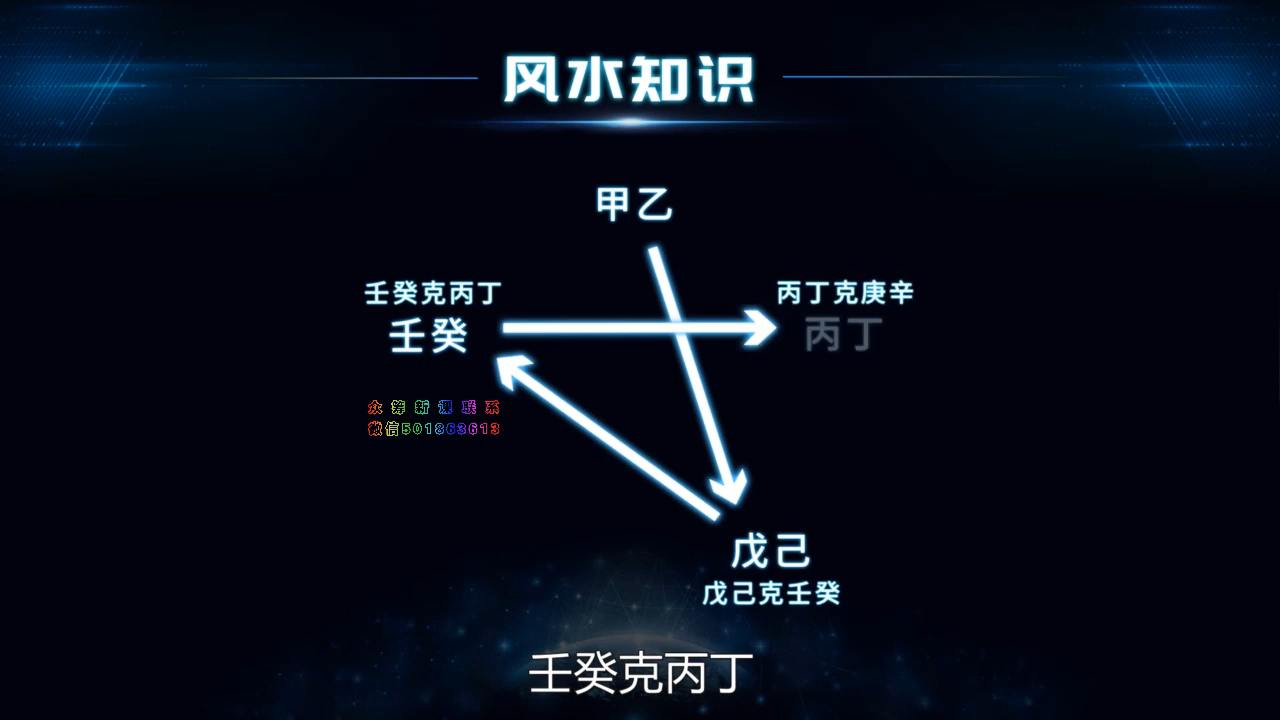 风水知识
甲乙
壬癸克丙丁
丙丁克庚辛
壬癸
丙丁
众筹新课联系
微信501863613
戊己
戊己克壬癸
壬癸克丙丁